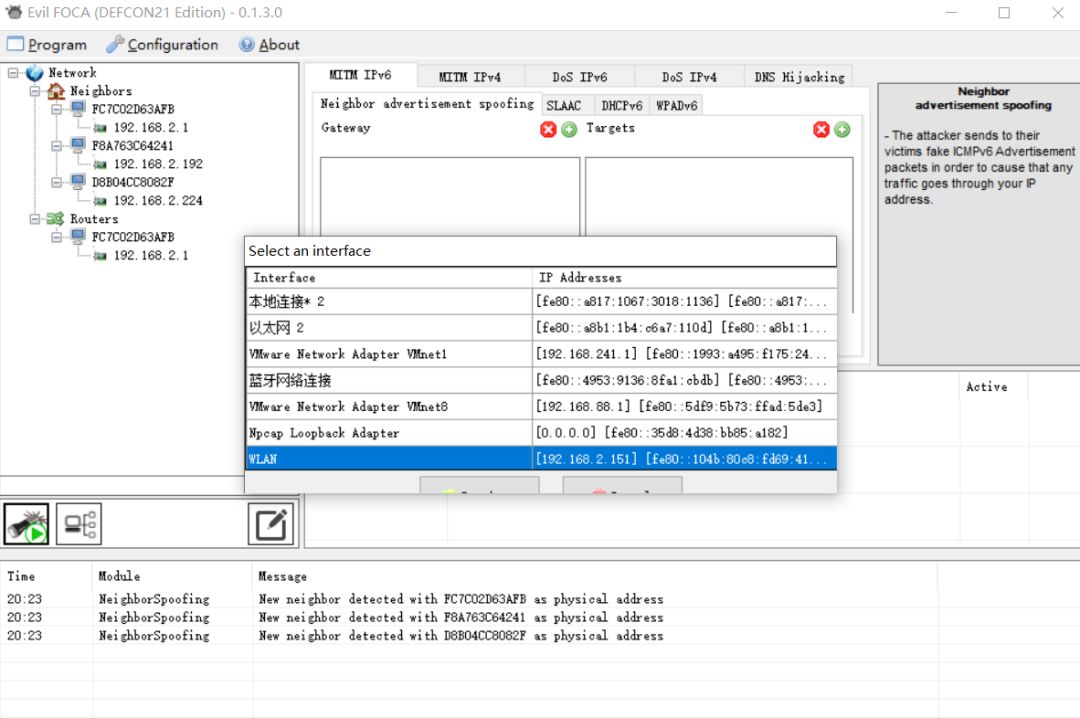 Evil FOCA (DEFCON21 Edition) - 0.1.3.0
Program Configuration About
Network
Neighbors
FC7C02D63AFB
192.168.2.1
F8A763C64241
192.168.2.192
D8B04CC8082F
192.168.2.224
Routers
FC7C02D63AFB
192.168.2.1
MITM IPv6 MITM IPv4 DoS IPv6 DoS IPv4 DNS Hijacking
Neighbor advertisement spoofing SLAAC DHCPv6 WPADv6
Gateway Targets
Neighbor
advertisement spoofing
- The attacker sends to their
victims fake ICMPv6 Advertisement
packets in order to cause that any
traffic goes through your IP
address.
Select an interface
Interface IP Addresses
本地连接* 2 [fe80::a817:1067:3018:1136] [fe80::a817:...
以太网 2 [fe80::a8b1:1b4:c6a7:110d] [fe80::a8b1:1...
VMware Network Adapter VMnet1 [192.168.241.1] [fe80::1993:a495:f175:24...
蓝牙网络连接 [fe80::4953:9136:8fa1:cbdb] [fe80::4953:...
VMware Network Adapter VMnet8 [192.168.88.1] [fe80::5df9:5b73:ffad:5de3]
Npcap Loopback Adapter [0.0.0.0] [fe80::35d8:4d38:bb85:a182]
WLAN [192.168.2.151] [fe80::104b:80c8:fd69:41...
Active
Time Module Message
20:23 NeighborSpoofing New neighbor detected with FC7C02D63AFB as physical address
20:23 NeighborSpoofing New neighbor detected with F8A763C64241 as physical address
20:23 NeighborSpoofing New neighbor detected with D8B04CC8082F as physical address